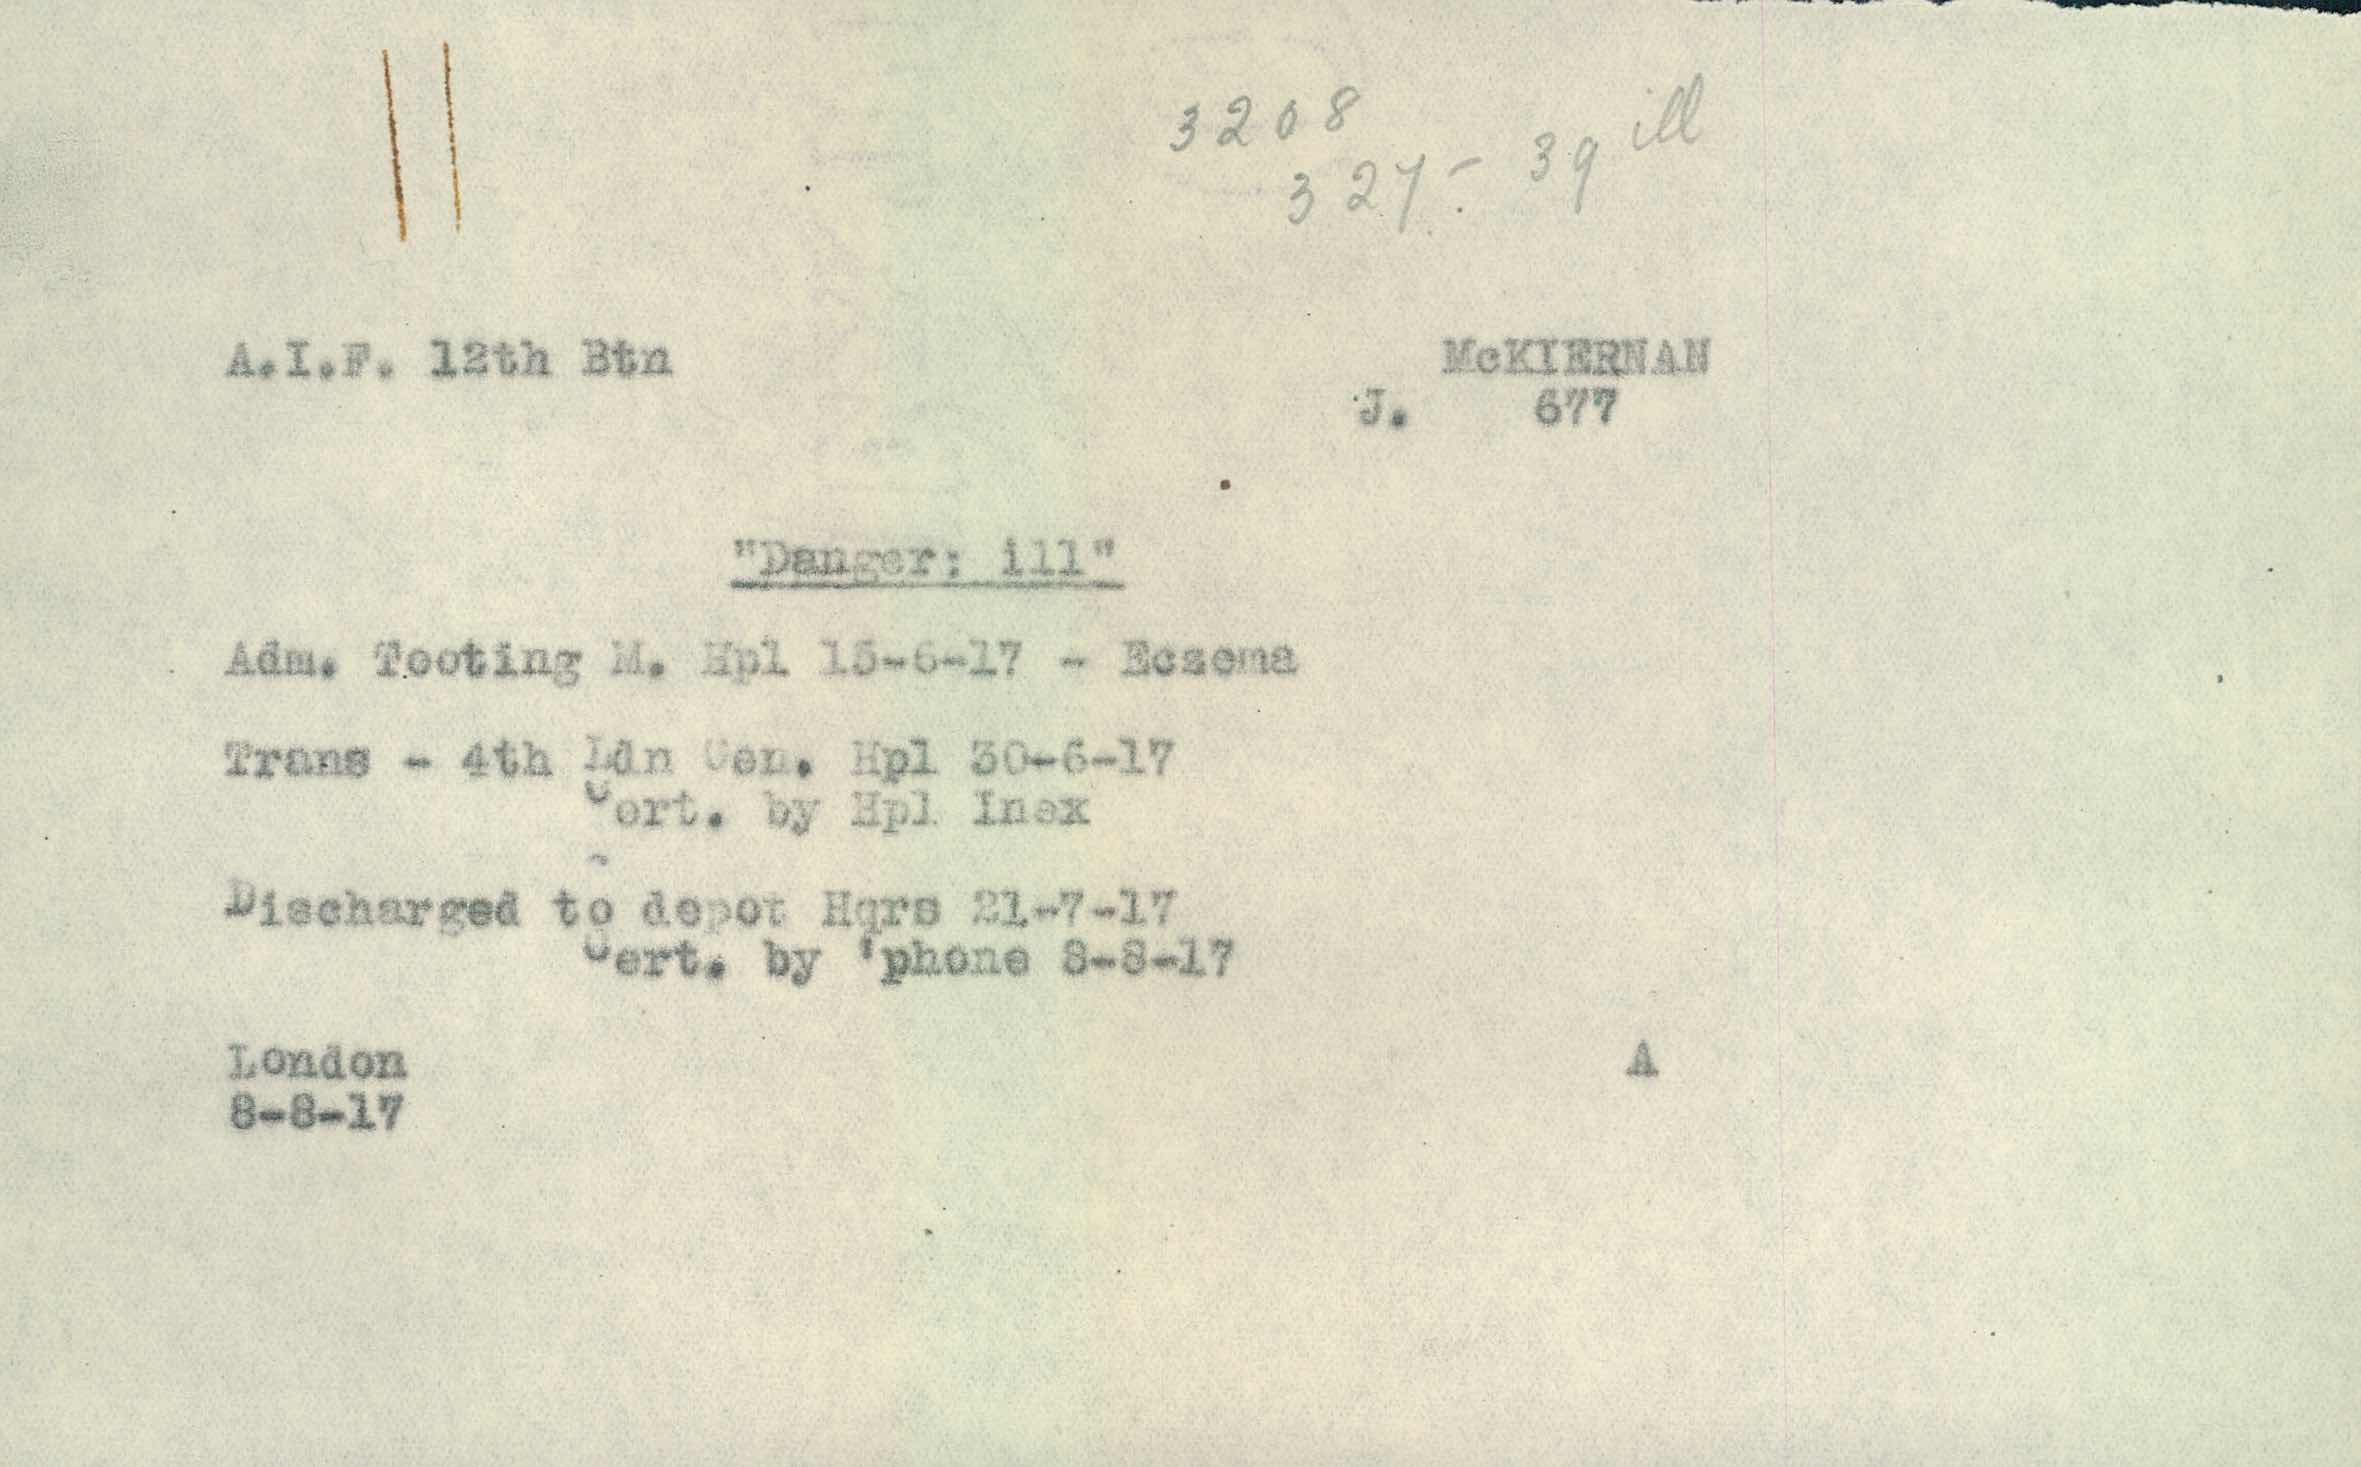 3208
327 - 39 ill
A.I.F. 12th Btn McKIERNAN
J. 677
"Danger: ill"
Adm. Tooting M. Hpl 15-6-17 - Eczema
Trans - 4th Ldn Gen. Hpl 30-6-17
Cert. by Hpl Inex
Discharged to depot Hqrs 21-7-17
Cert. by 'phone 8-8-17
London A
8-8-17